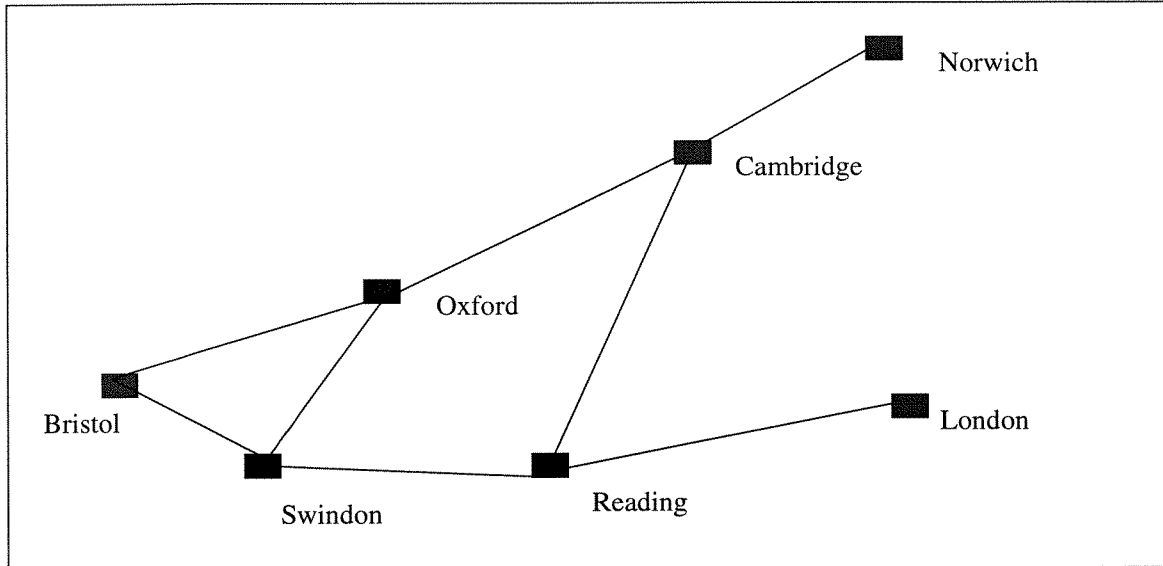 Norwich
Cambridge
Oxford
Bristol
London
Swindon
Reading